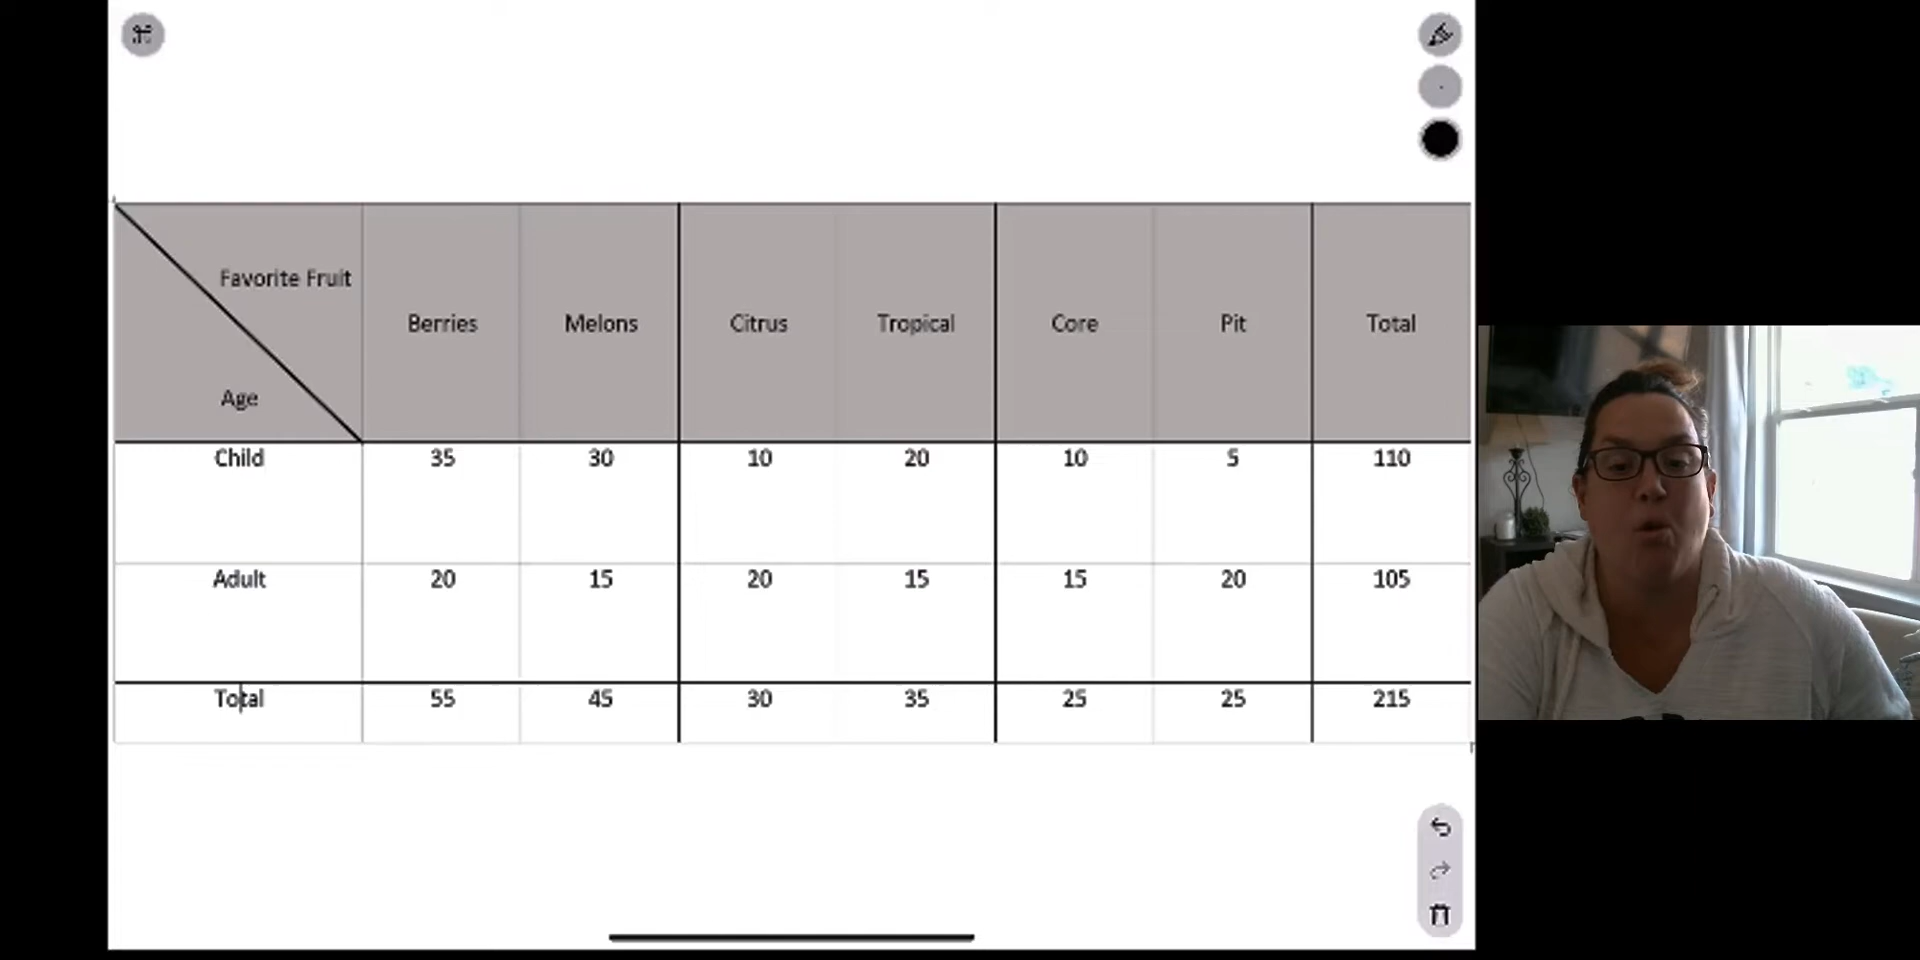 Favorite Fruit
Age
Berries Melons Citrus Tropical Core Pit Total
Child 35 30 10 20 10 5 110
Adult 20 15 20 15 15 20 105
Total 55 45 30 35 25 25 215